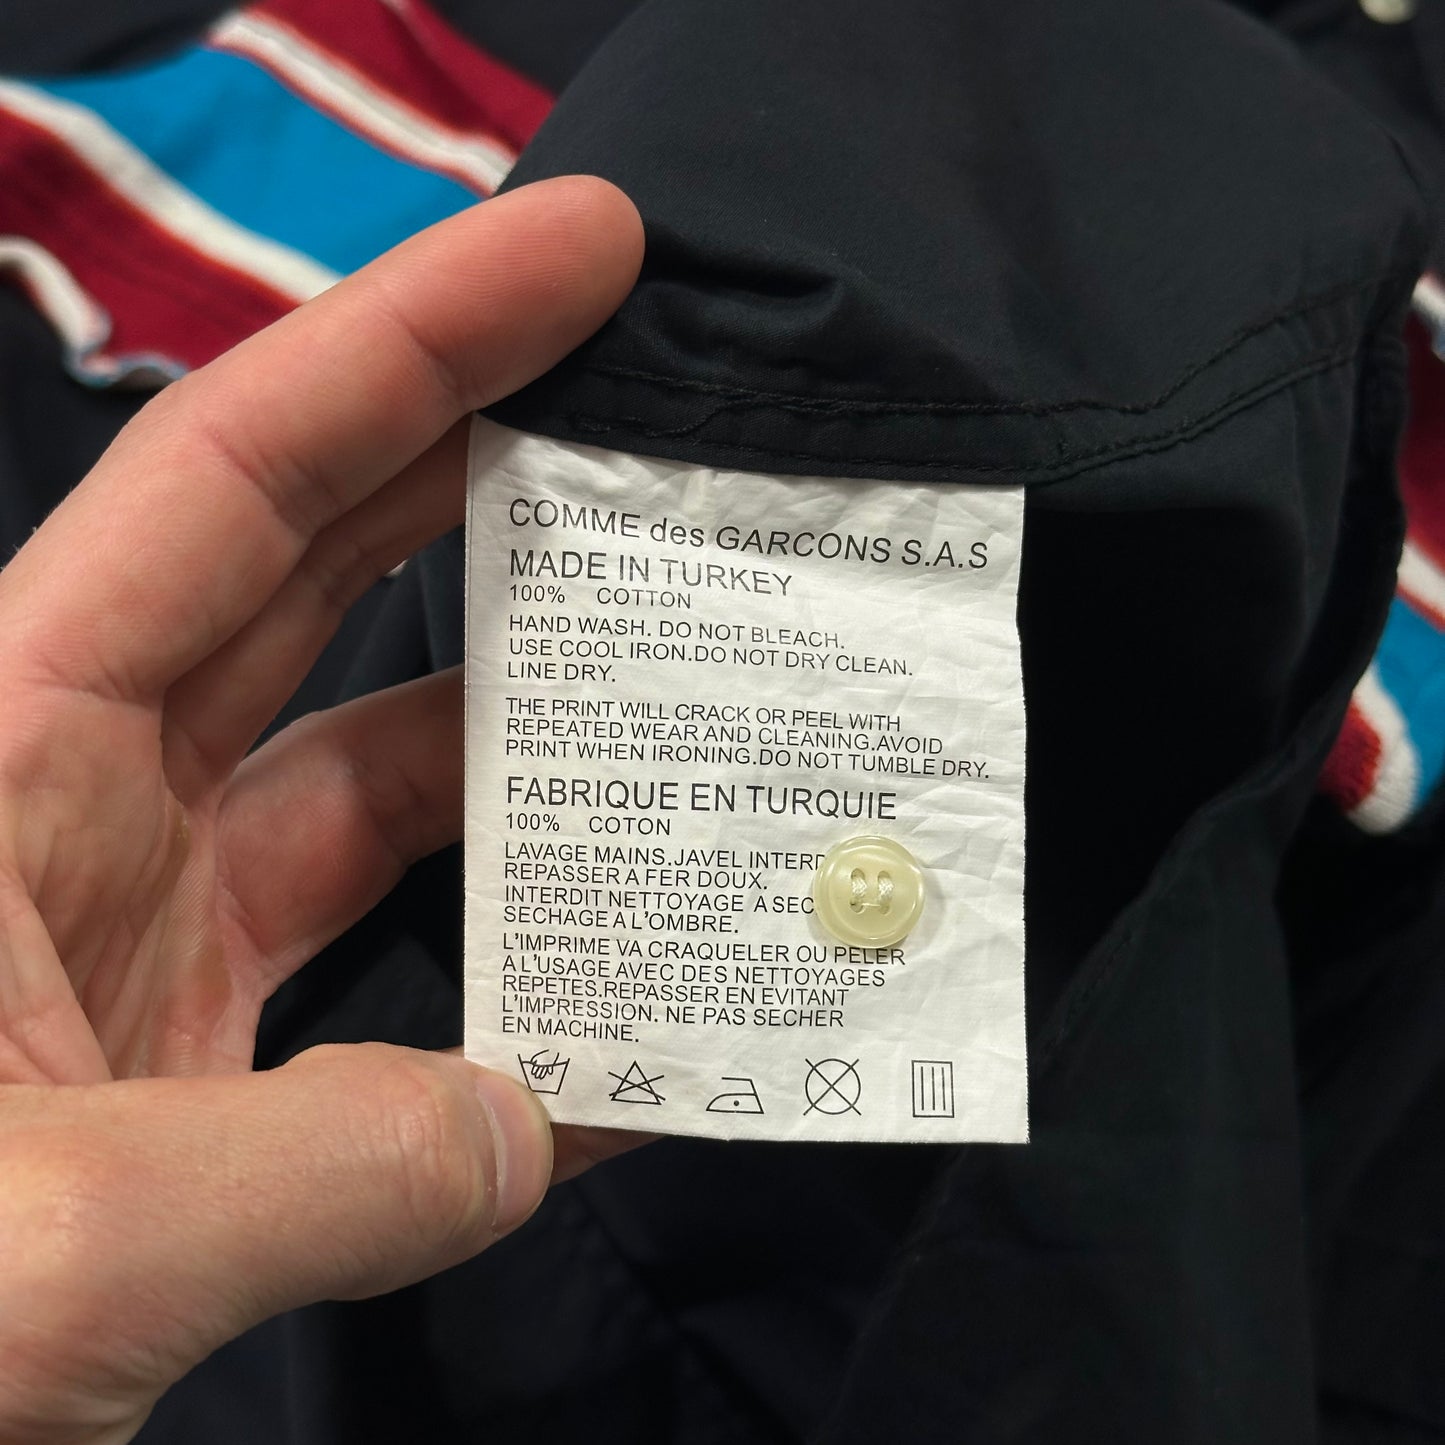 COMME des GARCONS S.A.S
MADE IN TURKEY
100% COTTON
HAND WASH. DO NOT BLEACH.
USE COOL IRON.DO NOT DRY CLEAN.
LINE DRY.
THE PRINT WILL CRACK OR PEEL WITH
REPEATED WEAR AND CLEANING.AVOID
PRINT WHEN IRONING.DO NOT TUMBLE DRY.
FABRIQUE EN TURQUIE
100% COTON
LAVAGE MAINS.JAVEL
REPASSER A FER DOUX.
INTERDIT NETTOYAGE A SEC
SECHAGE A L'OMBRE.
L'IMPRIME VA CRAQUELER OU PELER
A L'USAGE AVEC DES NETTOYAGES
REPETES.REPASSER EN EVITANT
L'IMPRESSION. NE PAS SECHER
EN MACHINE.